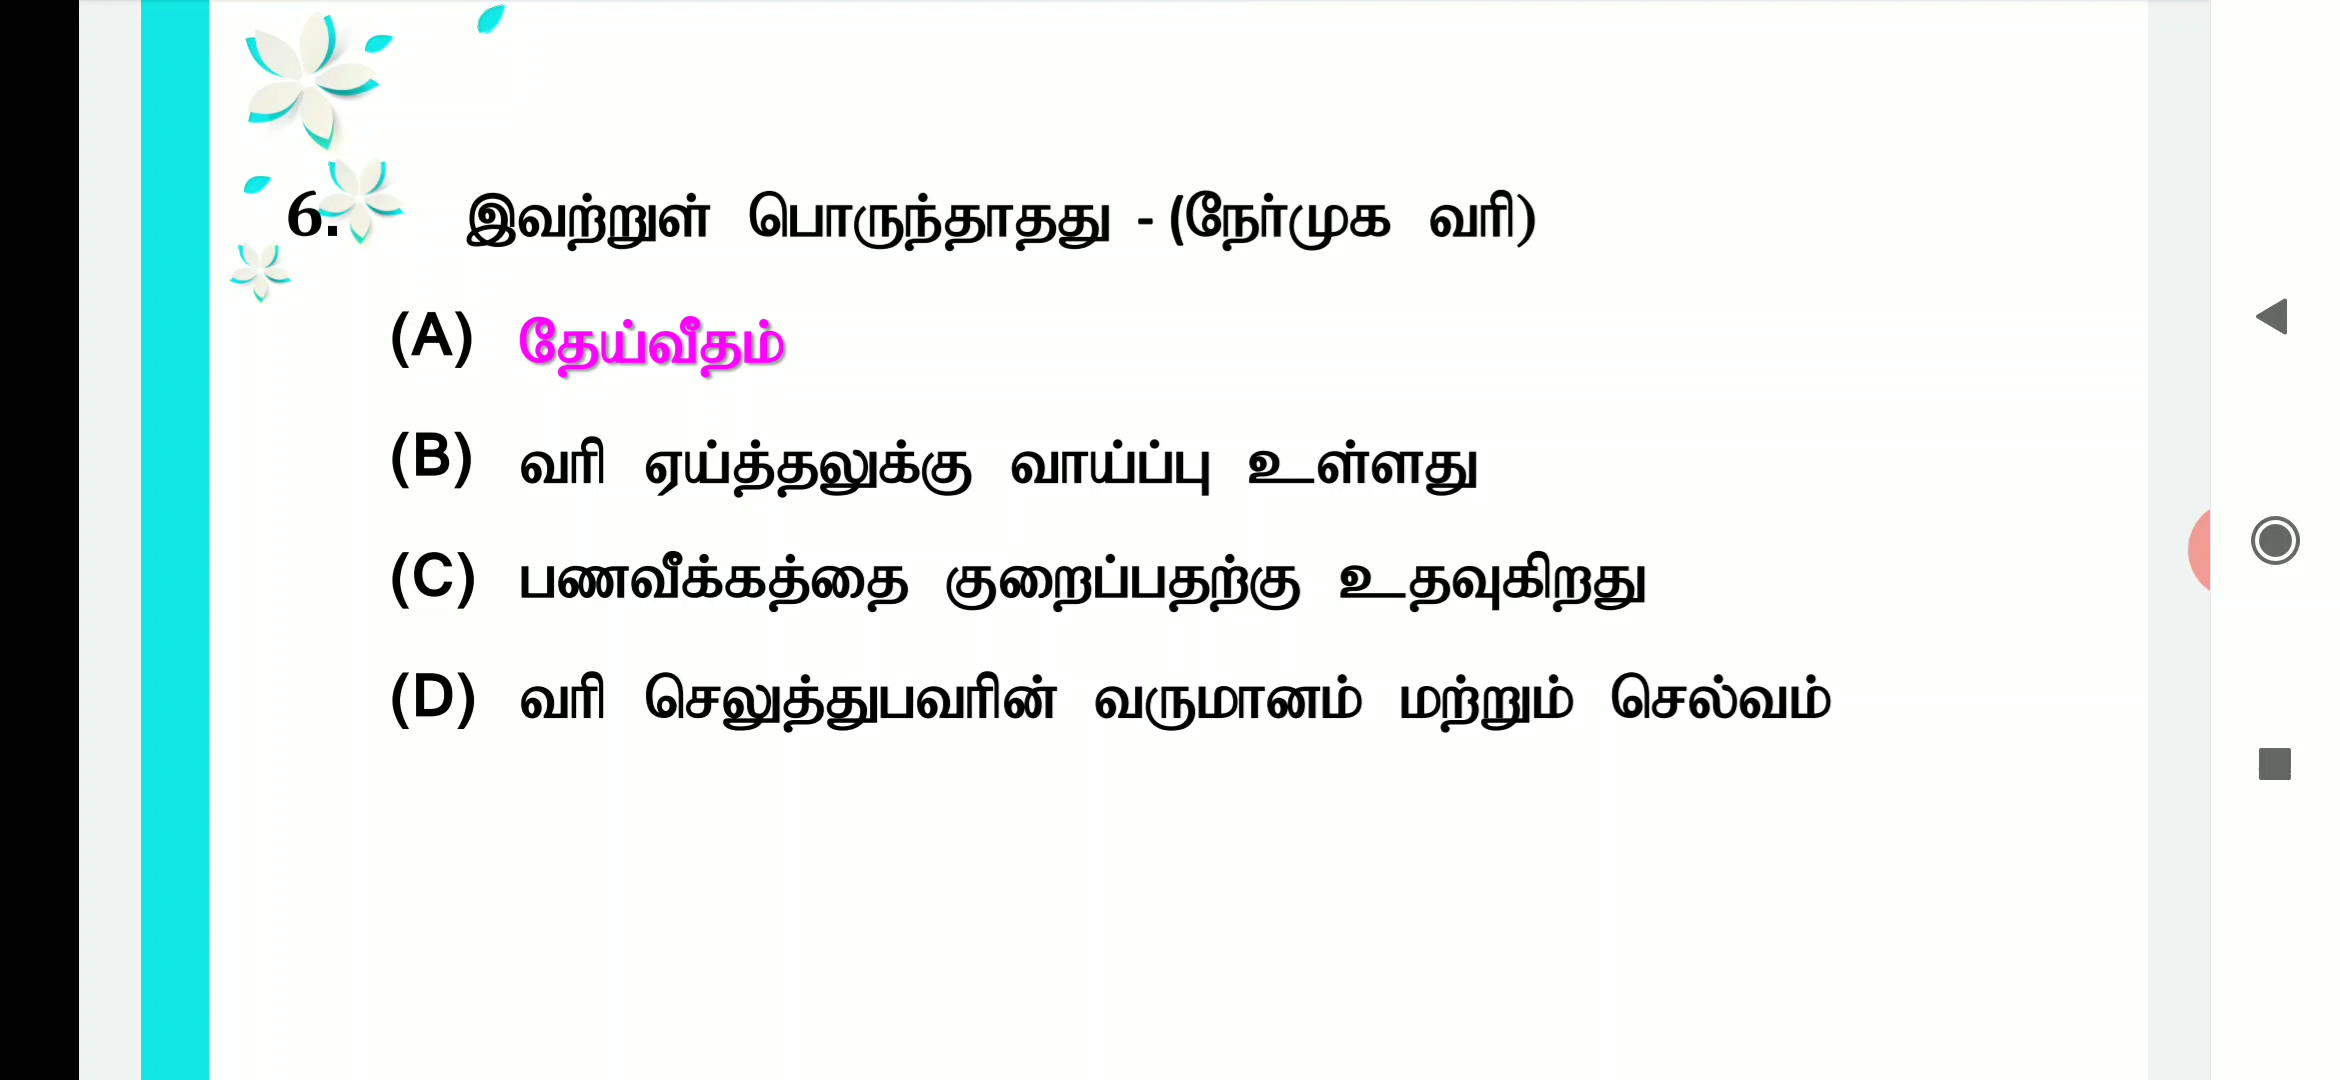 6. இவற்றுள் பொருந்தாதது - (நேர்முக வரி)
(A) தேய்வீதம்
(B) வரி ஏய்த்தலுக்கு வாய்ப்பு உள்ளது
(C) பணவீக்கத்தை குறைப்பதற்கு உதவுகிறது
(D) வரி செலுத்துபவரின் வருமானம் மற்றும் செல்வம்